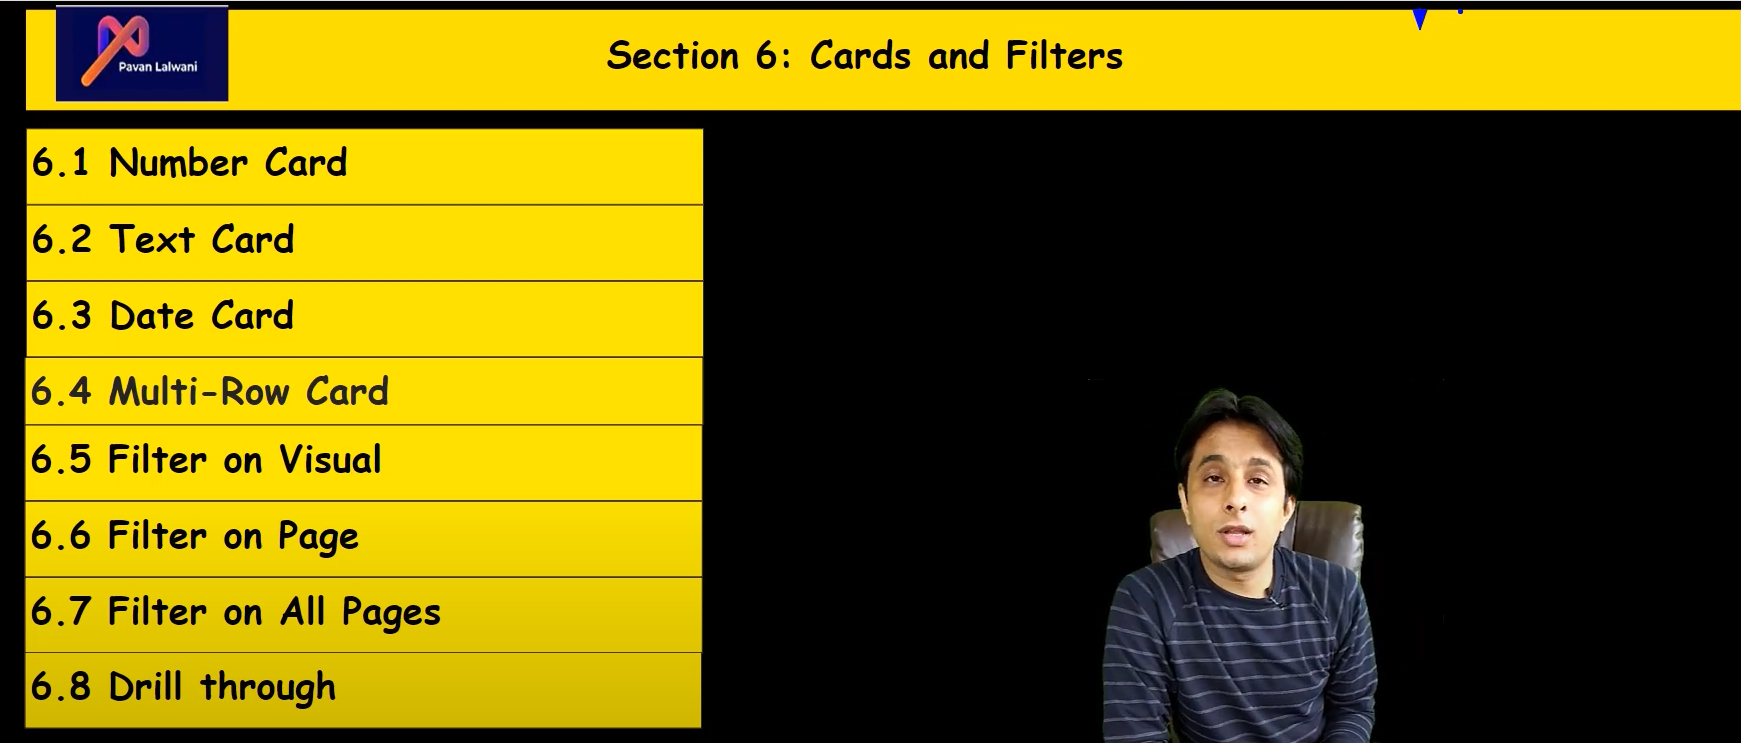 Pavan Lalwani
Section 6: Cards and Filters
6.1 Number Card
6.2 Text Card
6.3 Date Card
6.4 Multi-Row Card
6.5 Filter on Visual
6.6 Filter on Page
6.7 Filter on All Pages
6.8 Drill through